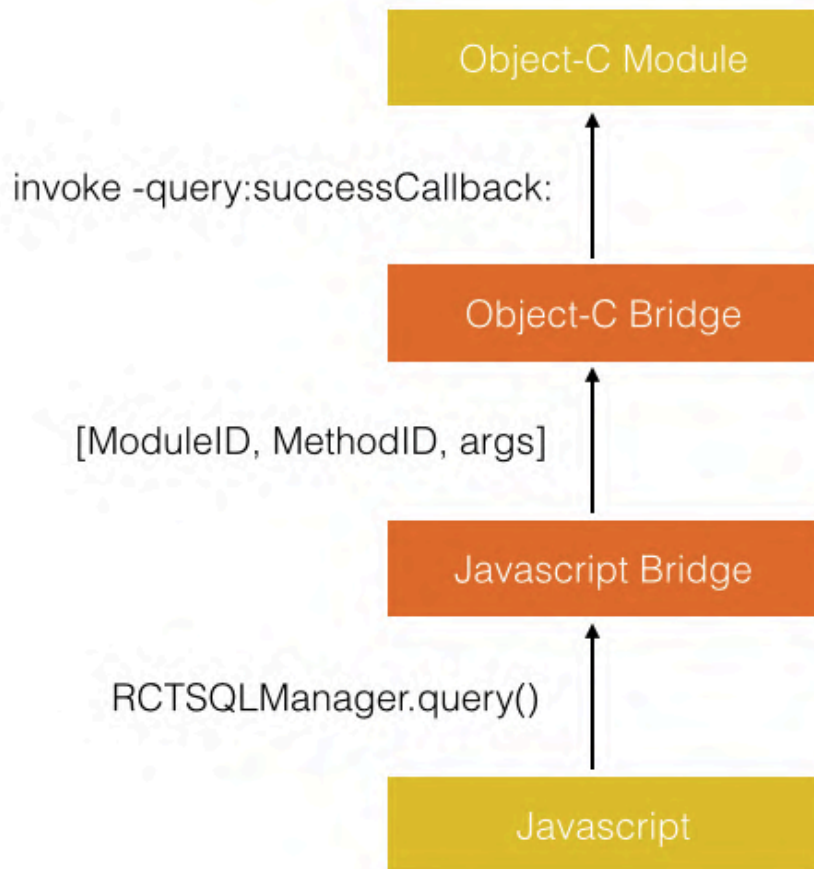 Object-C Module
invoke -query:successCallback:
Object-C Bridge
[ModuleID, MethodID, args]
Javascript Bridge
RCTSQLManager.query()
Javascript